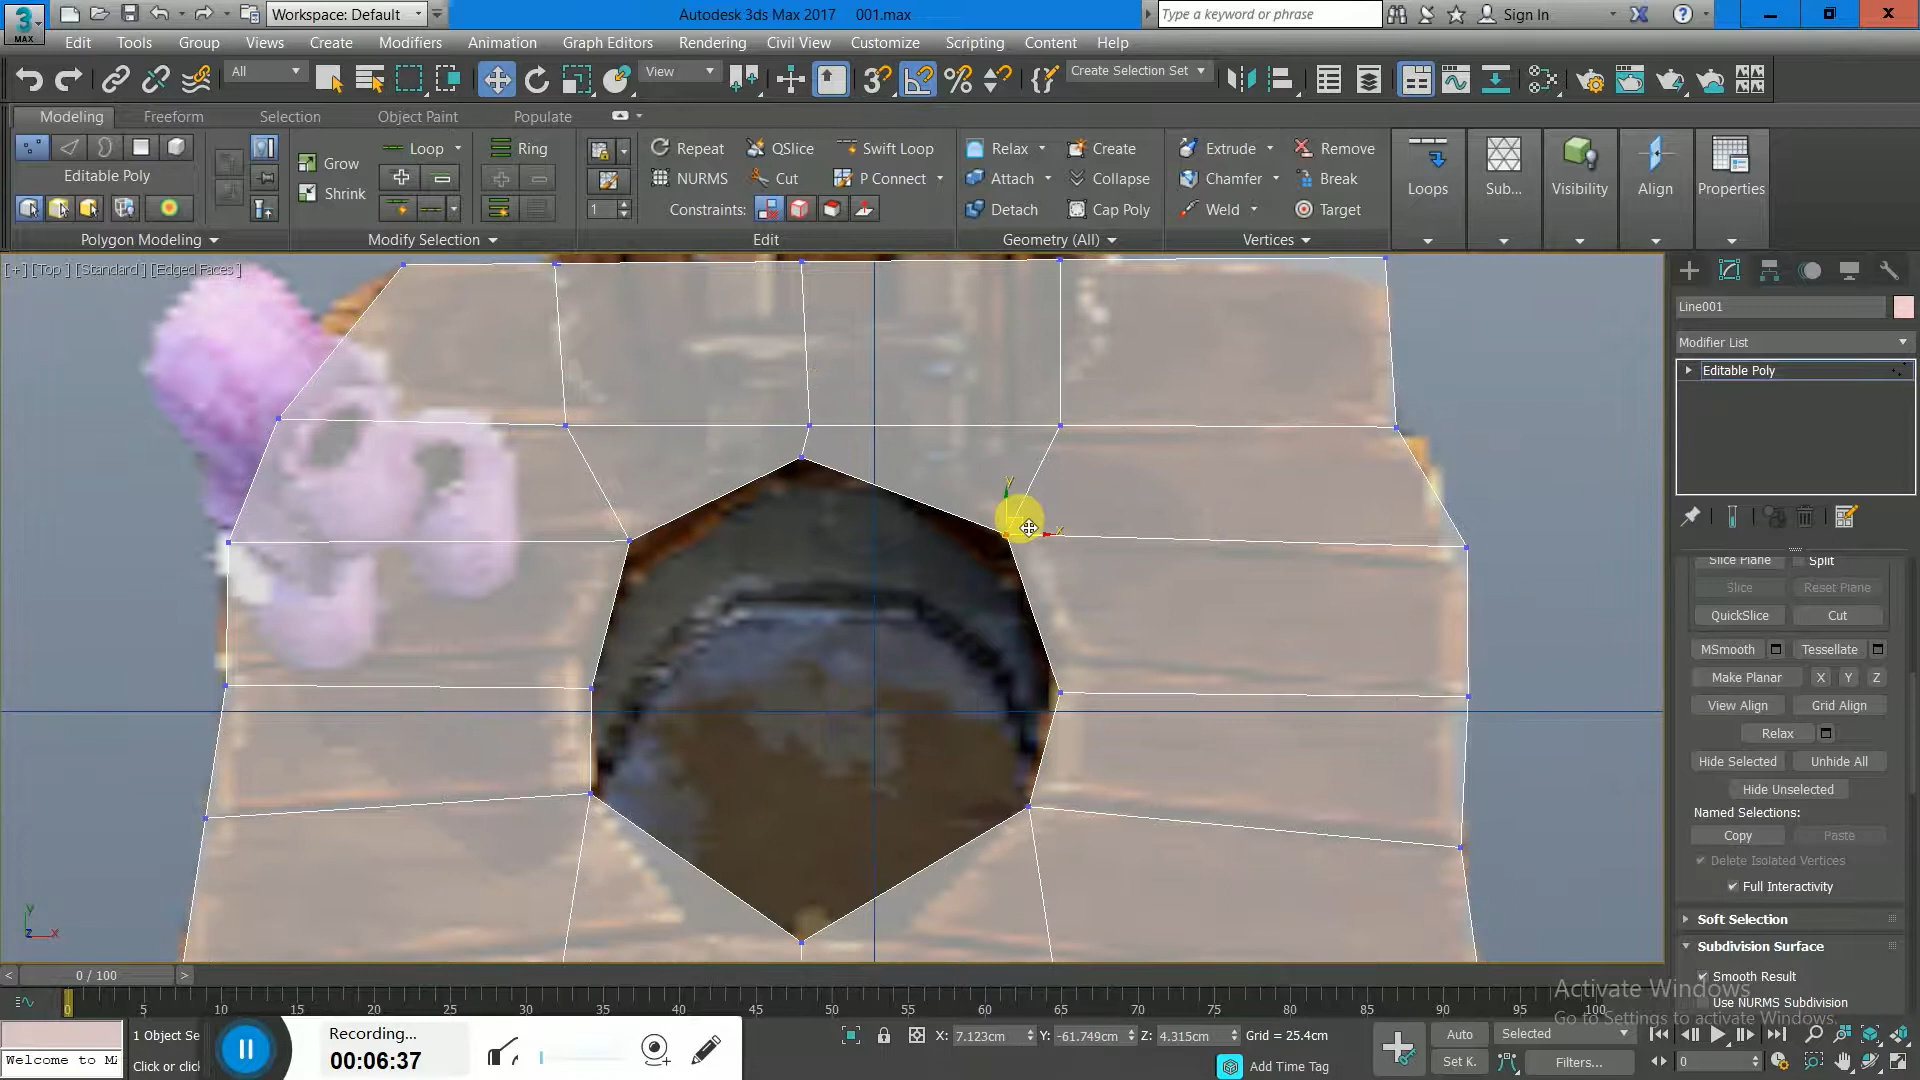 3 MAX
Workspace: Default
Autodesk 3ds Max 2017 001.max
Type a keyword or phrase
Sign In
Edit Tools Group Views Create Modifiers Animation Graph Editors Rendering Civil View Customize Scripting Content Help
All
View
Create Selection Set
Modeling Freeform Selection Object Paint Populate
Editable Poly
Grow
Shrink
Loop
Ring
Repeat QSlice Swift Loop
NURMS Cut P Connect
1
Constraints:
Relax Create
Attach Collapse
Detach Cap Poly
Extrude Remove
Chamfer Break
Weld Target
Loops Sub... Visibility Align Properties
Polygon Modeling Modify Selection Edit Geometry (All) Vertices
[+] [Top ] [Standard ] [Edged Faces ]
y
x
y
z x
Line001
Modifier List
Editable Poly
Slice Plane Split
Slice Reset Plane
QuickSlice Cut
MSmooth Tessellate
Make Planar X Y Z
View Align Grid Align
Relax
Hide Selected Unhide All
Hide Unselected
Named Selections:
Copy Paste
Delete Isolated Vertices
Full Interactivity
Soft Selection
Subdivision Surface
Smooth Result
Use NURMS Subdivision
Activate Windows
Go to Settings to activate Windows.
< 0 / 100 >
0 5 10 15 20 25 30 35 40 45 50 55 60 65 70 75 80 85 90 95 100
1 Object Se
Recording...
00:06:37
Welcome to M
Click or clic
X: 7.123cm Y: -61.749cm Z: 4.315cm Grid = 25.4cm
Add Time Tag
Auto Selected
Set K. Filters...
0